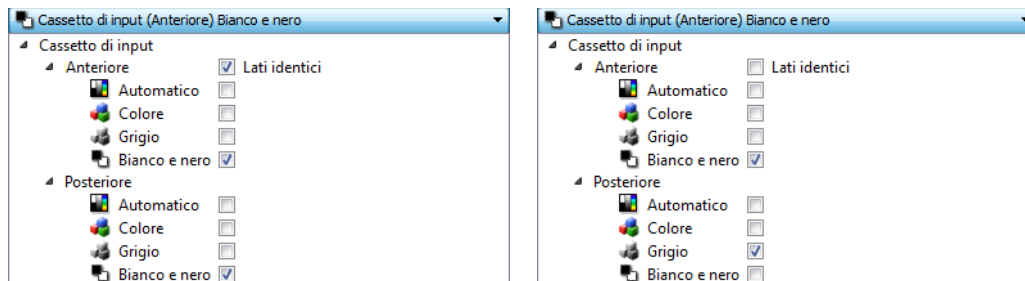 Cassetto di input (Anteriore) Bianco e nero
Cassetto di input
Anteriore Lati identici
Automatico
Colore
Grigio
Bianco e nero
Posteriore
Automatico
Colore
Grigio
Bianco e nero
Cassetto di input (Anteriore) Bianco e nero
Cassetto di input
Anteriore Lati identici
Automatico
Colore
Grigio
Bianco e nero
Posteriore
Automatico
Colore
Grigio
Bianco e nero